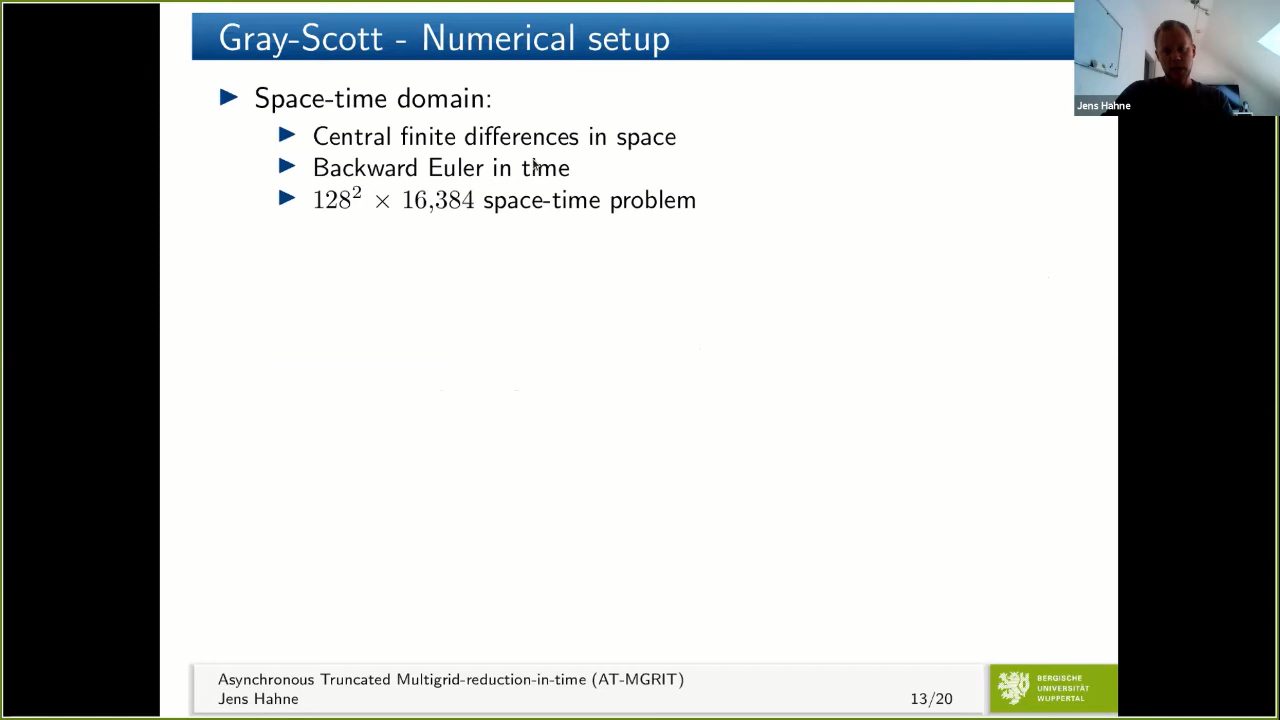 Gray-Scott - Numerical setup
Jens Hahne
Space-time domain:
Central finite differences in space
Backward Euler in time
128² × 16,384 space-time problem
Asynchronous Truncated Multigrid-reduction-in-time (AT-MGRIT)
Jens Hahne
13/20
BERGISCHE
UNIVERSITÄT
WUPPERTAL